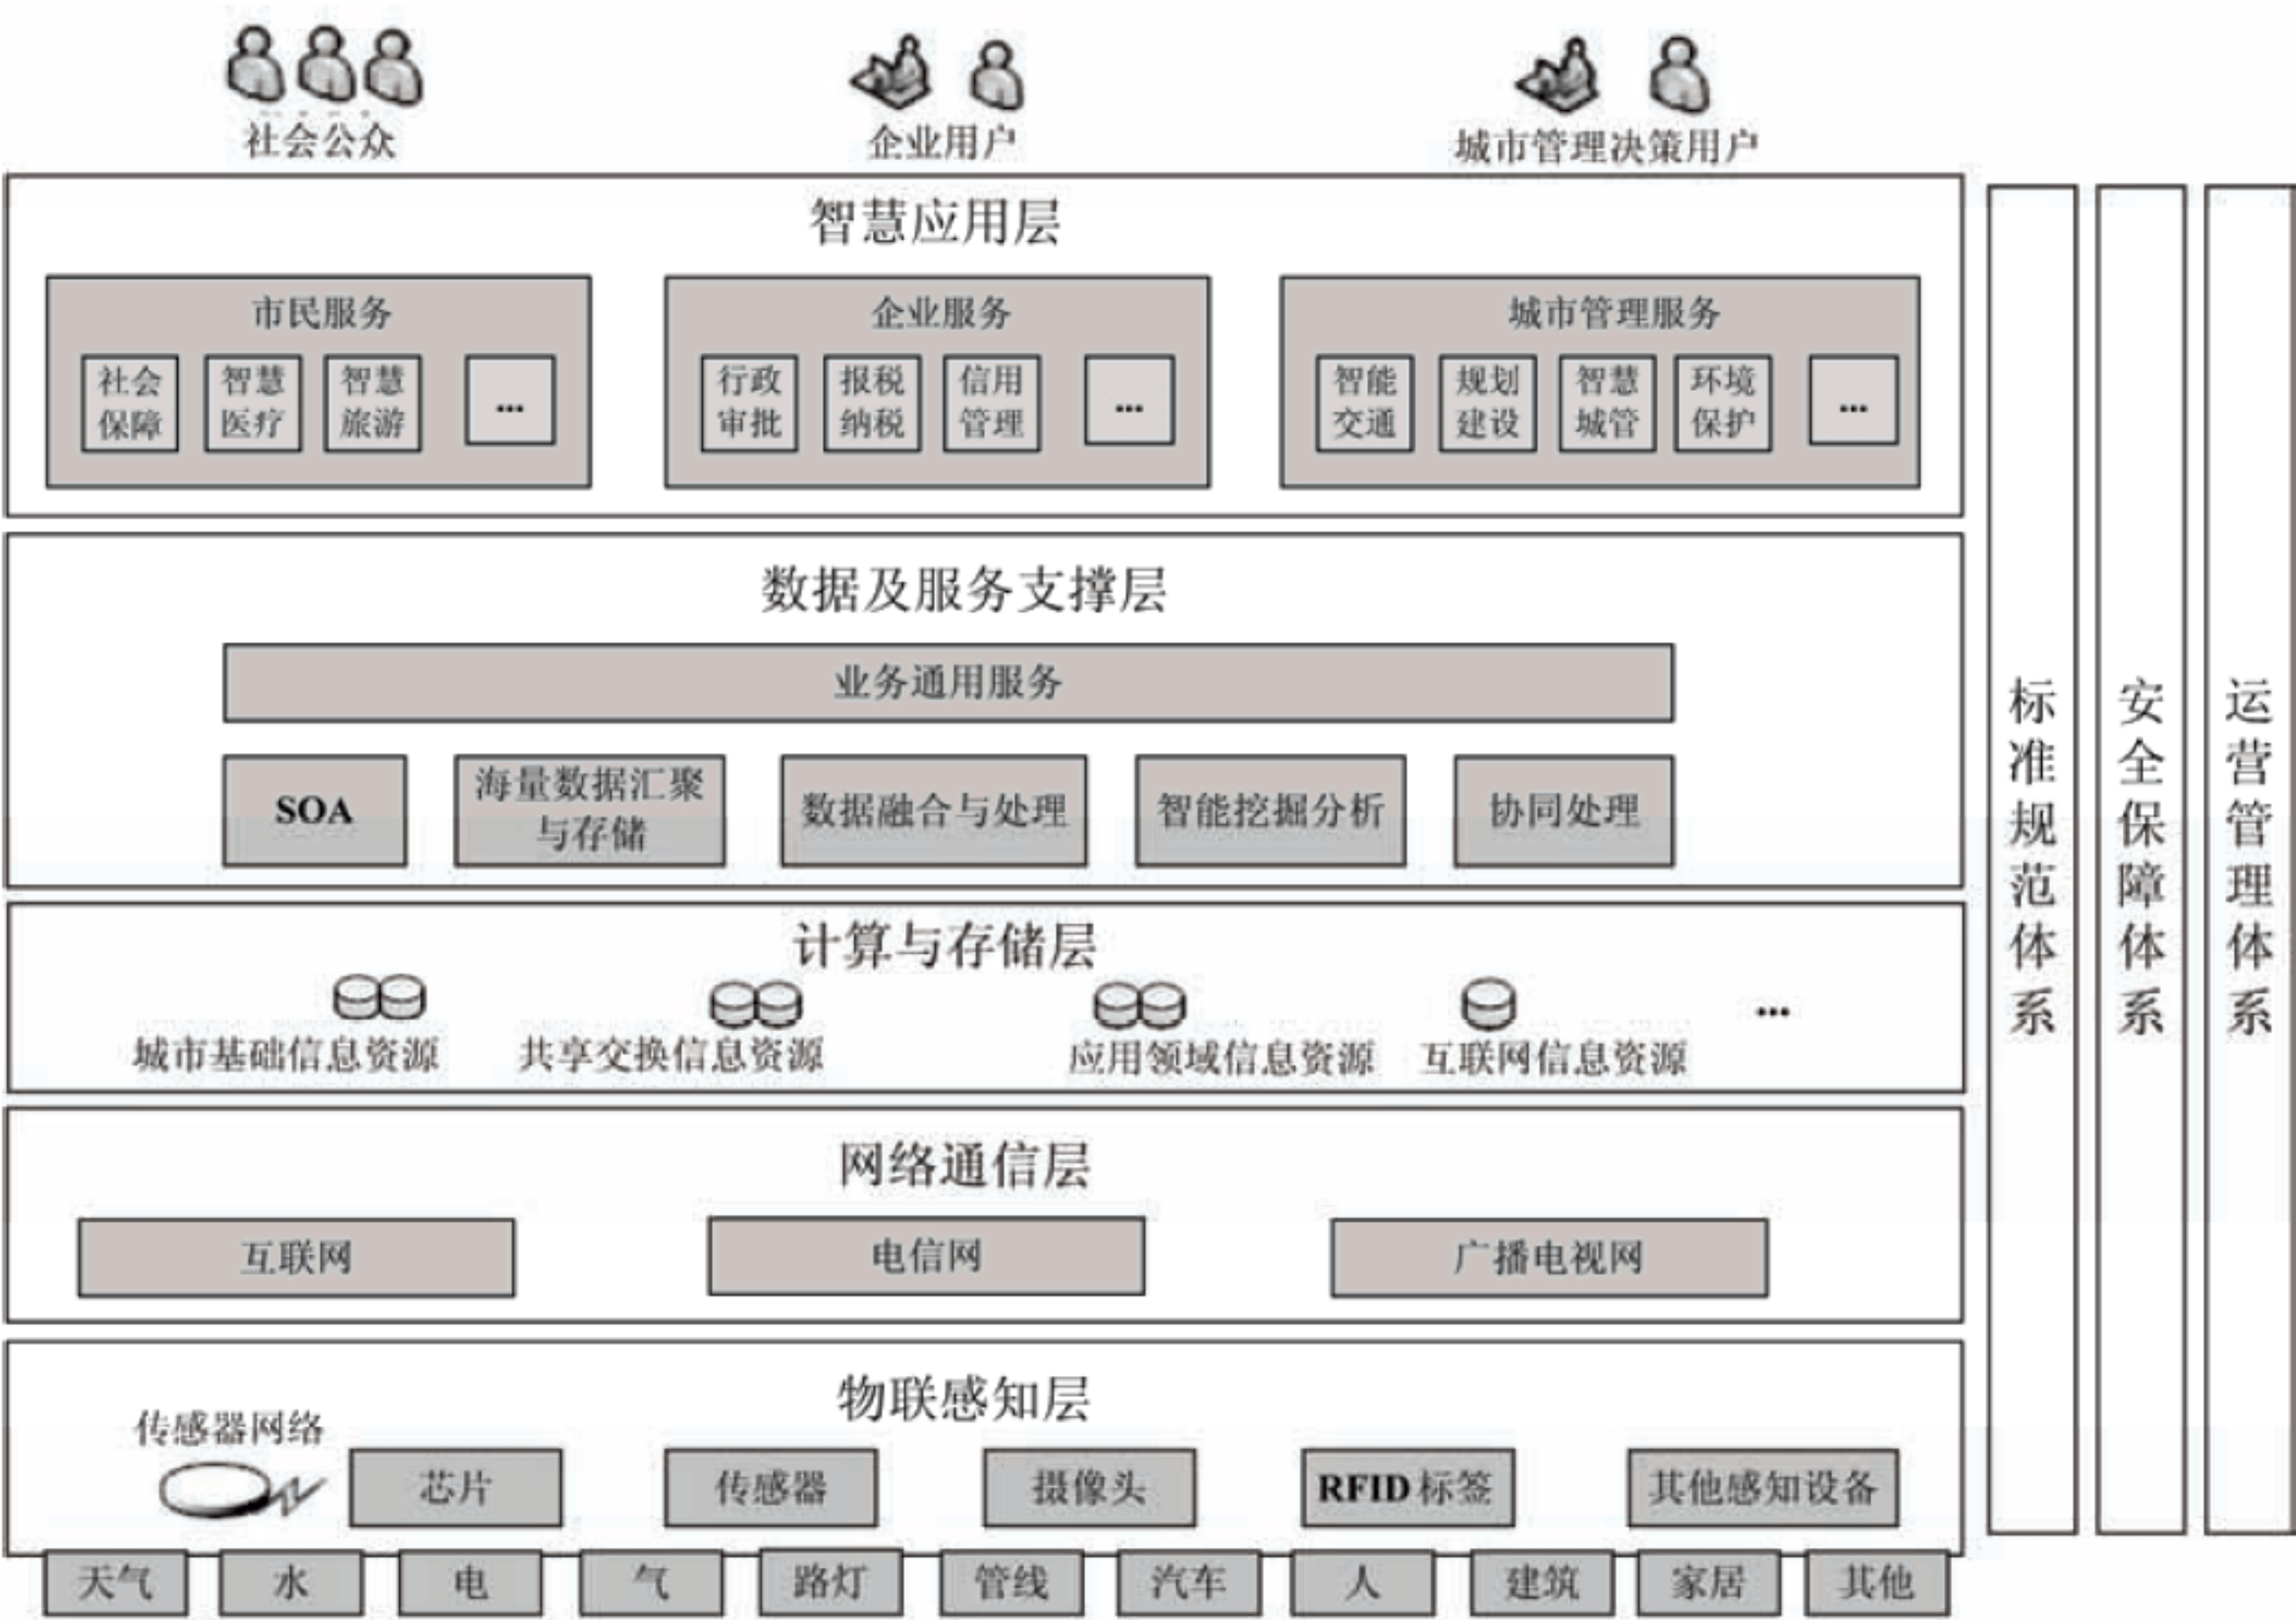 社会公众
企业用户
城市管理决策用户
智慧应用层
市民服务
社会
保障
智慧
医疗
智慧
旅游
...
企业服务
行政
审批
报税
纳税
信用
管理
...
城市管理服务
智能
交通
规划
建设
智慧
城管
环境
保护
...
数据及服务支撑层
业务通用服务
SOA
海量数据汇聚
与存储
数据融合与处理
智能挖掘分析
协同处理
计算与存储层
城市基础信息资源
共享交换信息资源
应用领域信息资源
互联网信息资源
...
网络通信层
互联网
电信网
广播电视网
物联感知层
传感器网络
芯片
传感器
摄像头
RFID 标签
其他感知设备
天气
水
电
气
路灯
管线
汽车
人
建筑
家居
其他
标准规范体系
安全保障体系
运营管理体系